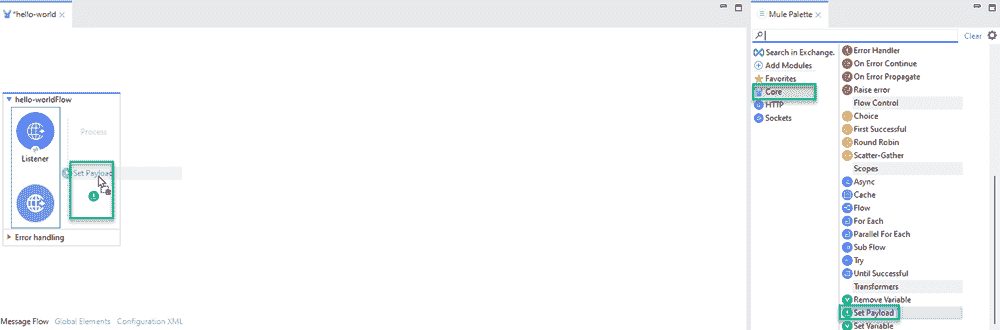 *hello-world
hello-worldFlow
Process
Listener
Set Payload
Error handling
Message Flow Global Elements Configuration XML
Mule Palette
Clear
Search in Exchange.
Add Modules
Favorites
Core
HTTP
Sockets
Error Handler
On Error Continue
On Error Propagate
Raise error
Flow Control
Choice
First Successful
Round Robin
Scatter-Gather
Scopes
Async
Cache
Flow
For Each
Parallel For Each
Sub Flow
Try
Until Successful
Transformers
Remove Variable
Set Payload
Set Variable